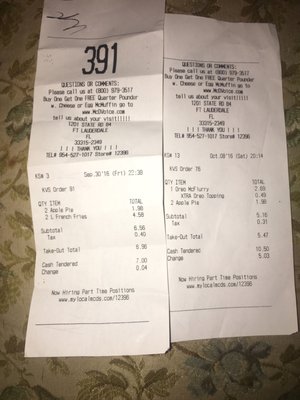 391
QUESTIONS OR COMMENTS:
Please call us at (800) 979-3517
Buy One Get One FREE Quarter Pounder
w. Cheese or Egg McMuffin go to
www.McDVoice.com
tell us about your visit!!!!!
1201 STATE RD 84
FT LAUDERDALE
FL
33315-2349
!!! THANK YOU !!!
TEL# 954-527-1017 Store# 12396
KS# 3 Sep.30'16 (Fri) 22:38
KVS Order 91
QTY ITEM TOTAL
2 Apple Pie 1.98
2 L French Fries 4.58
Subtotal 6.56
Tax 0.40
Take-Out Total 6.96
Cash Tendered 7.00
Change 0.04
Now Hiring Part Time Positions
www.mylocalmcds.com/12396
QUESTIONS OR COMMENTS:
Please call us at (800) 979-3517
Buy One Get One FREE Quarter Pounder
w. Cheese or Egg McMuffin go to
www.McDVoice.com
tell us about your visit!!!!!
1201 STATE RD 84
FT LAUDERDALE
FL
33315-2349
!!! THANK YOU !!!
TEL# 954-527-1017 Store# 12396
KS# 13 Oct.08'16 (Sat) 20:14
KVS Order 76
QTY ITEM TOTAL
1 Oreo McFlurry 2.69
XTRA Oreo Topping 0.49
2 Apple Pie 1.98
Subtotal 5.16
Tax 0.31
Take-Out Total 5.47
Cash Tendered 10.50
Change 5.03
Now Hiring Part Time Positions
www.mylocalmcds.com/12396